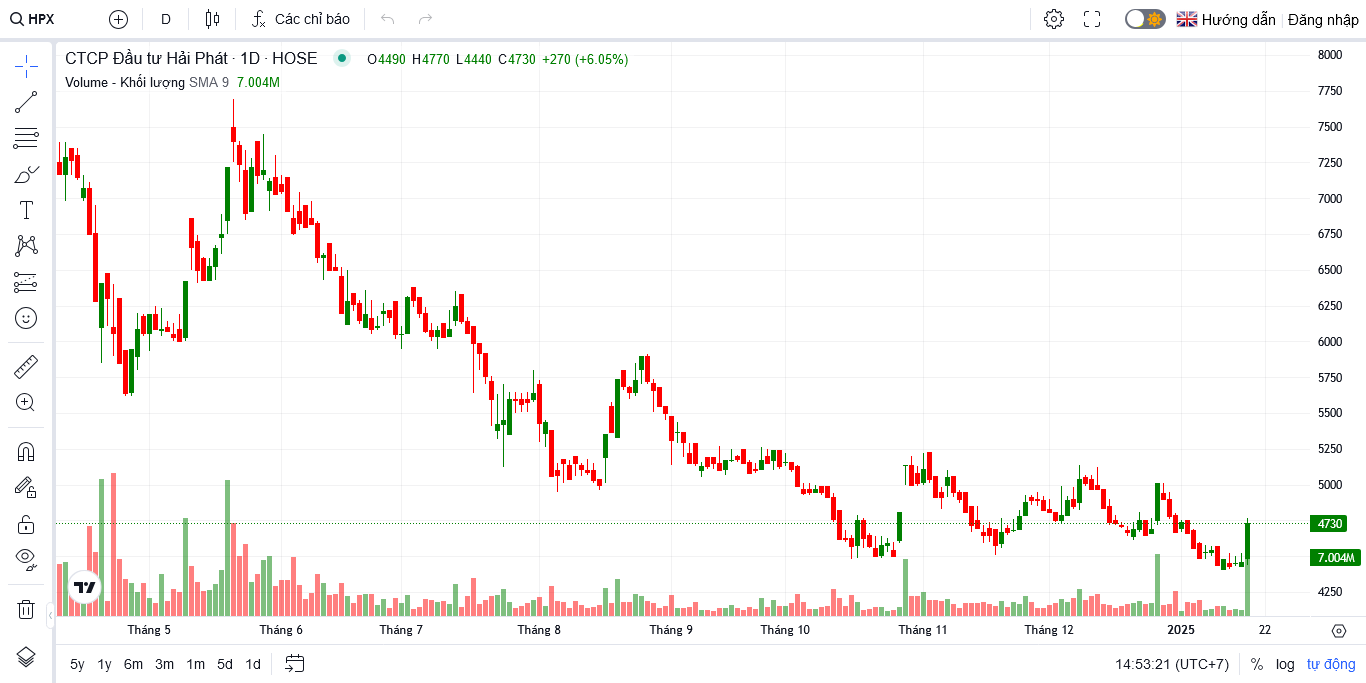 HPX D Các chỉ báo Hướng dẫn Đăng nhập
CTCP Đầu tư Hải Phát · 1D · HOSE O4490 H4770 L4440 C4730 +270 (+6.05%)
Volume - Khối lượng SMA 9 7.004M
8000
7750
7500
7250
7000
6750
6500
6250
6000
5750
5500
5250
5000
4730
7.004M
4250
Tháng 5 Tháng 6 Tháng 7 Tháng 8 Tháng 9 Tháng 10 Tháng 11 Tháng 12 2025 22
5y 1y 6m 3m 1m 5d 1d 14:53:21 (UTC+7) % log tự động